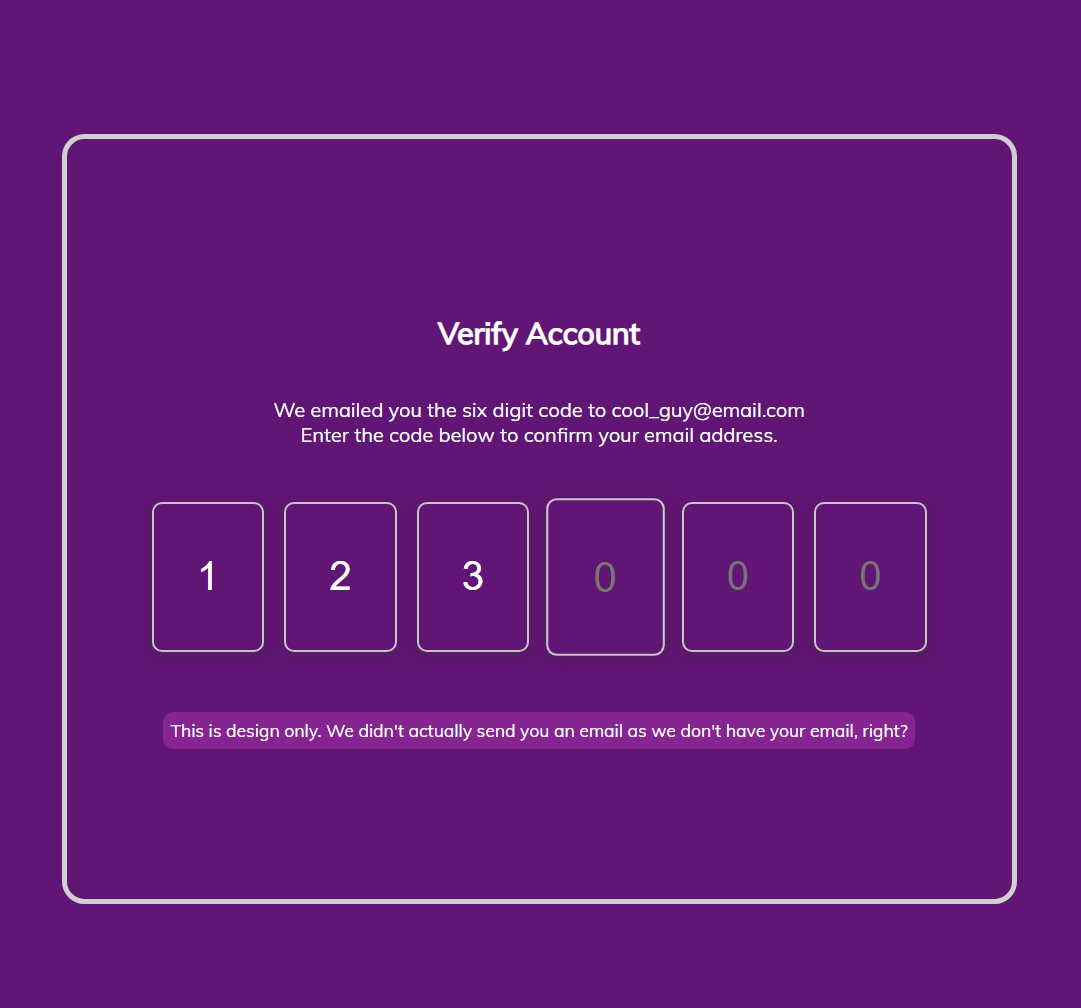 Verify Account
We emailed you the six digit code to cool_guy@email.com
Enter the code below to confirm your email address.
1 2 3 0 0 0
This is design only. We didn't actually send you an email as we don't have your email, right?